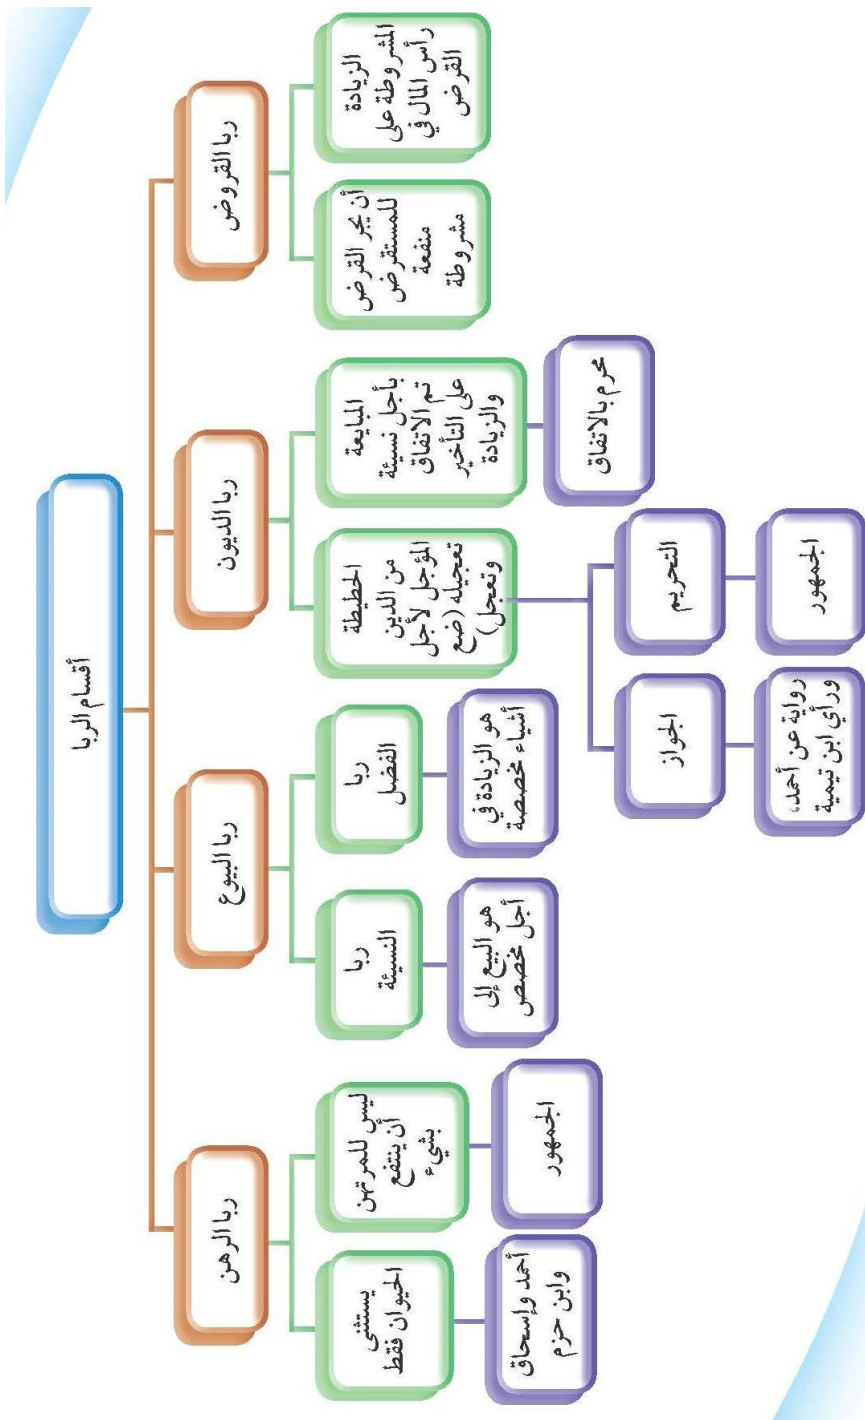 أقسام الربا
ربا القروض
الزيادة
المشروطة على
رأس المال في
القرض
أن يجر القرض
للمستقرض
منفعة
مشروطة
ربا الديون
المبايعة
بأجل نسيئة
تم الاتفاق
على التأخير
والزيادة
محرم بالاتفاق
الحطيطة
من الدين
المؤجل لأجل
تعجيله (ضع
وتعجل)
التحريم
الجمهور
الجواز
رواية عن أحمد،
ورأي ابن تيمية
ربا البيوع
ربا
الفضل
هو الزيادة في
أشياء مخصصة
ربا
النسيئة
هو البيع إلى
أجل مخصص
ربا الرهن
ليس للمرتهن
أن ينتفع
بشيء
الجمهور
يستثنى
الحيوان فقط
أحمد وإسحاق
وابن حزم